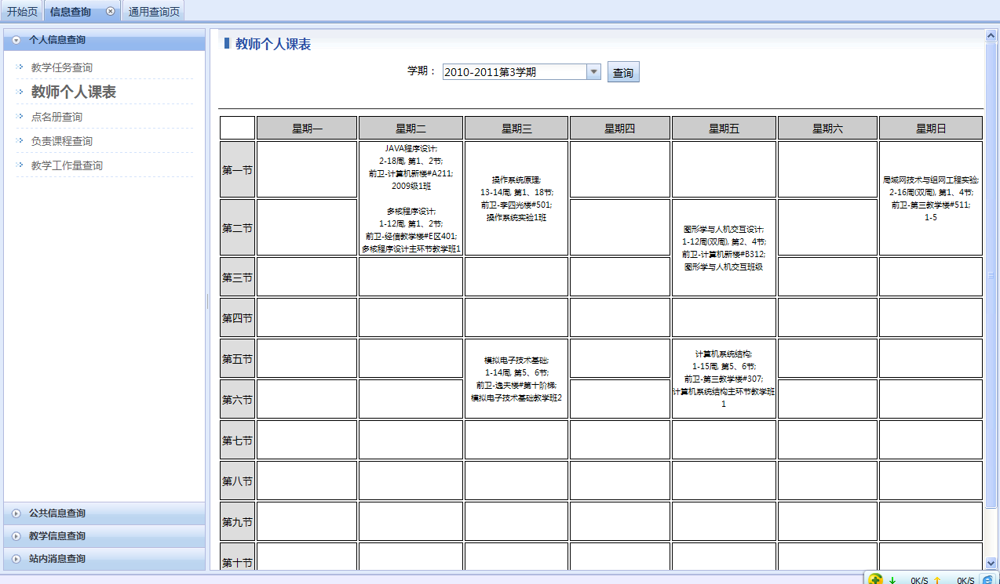 开始页
信息查询
通用查询页
个人信息查询
教学任务查询
教师个人课表
点名册查询
负责课程查询
教学工作量查询
公共信息查询
教学信息查询
站内消息查询
教师个人课表
学期： 2010-2011第3学期 查询
星期一 星期二 星期三 星期四 星期五 星期六 星期日
第一节
JAVA程序设计;
2-18周, 第1、2节;
前卫-计算机新楼#A211;
2009级1班
多核程序设计;
1-12周, 第1、2节;
前卫-经信教学楼#E区401;
多核程序设计主环节教学班1
操作系统原理;
13-14周, 第1、18节;
前卫-李四光楼#501;
操作系统实验1班
局域网技术与组网工程实验;
2-16周(双周), 第1、4节;
前卫-第三教学楼#511;
1-5
第二节
图形学与人机交互设计;
1-12周(双周), 第2、4节;
前卫-计算机新楼#B312;
图形学与人机交互班级
第三节
第四节
第五节
模拟电子技术基础;
1-14周, 第5、6节;
前卫-逸夫楼#第十阶梯;
模拟电子技术基础教学班2
计算机系统结构;
1-15周, 第5、6节;
前卫-第三教学楼#307;
计算机系统结构主环节教学班
1
第六节
第七节
第八节
第九节
第十节
0K/S 0K/S